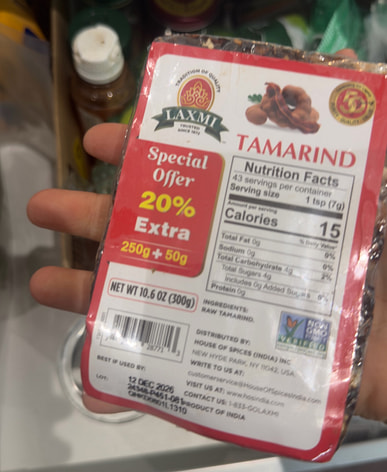 TRADITION OF QUALITY
LAXMI
TRUSTED
since 1972
TAMARIND
Special
Offer
20%
Extra
250g + 50g
NET WT 10.6 OZ (300g)
Nutrition Facts
43 servings per container
Serving size 1 tsp (7g)
Amount per serving
Calories 15
% Daily Value*
Total Fat 0g 0%
Sodium 0g 0%
Total Carbohydrate 4g
Total Sugars 4g
Includes 0g Added Sugars
Protein 0g
INGREDIENTS:
RAW TAMARIND.
DISTRIBUTED BY:
HOUSE OF SPICES (INDIA) INC
NEW HYDE PARK, NY 11042, USA.
WRITE TO US AT:
customerservice@HouseOfSpicesIndia.com
VISIT US AT: www.hosindia.com
CONTACT US: 1-833-GOLAXMI
PRODUCT OF INDIA
BEST IF USED BY:
12 DEC 2026
LOT: